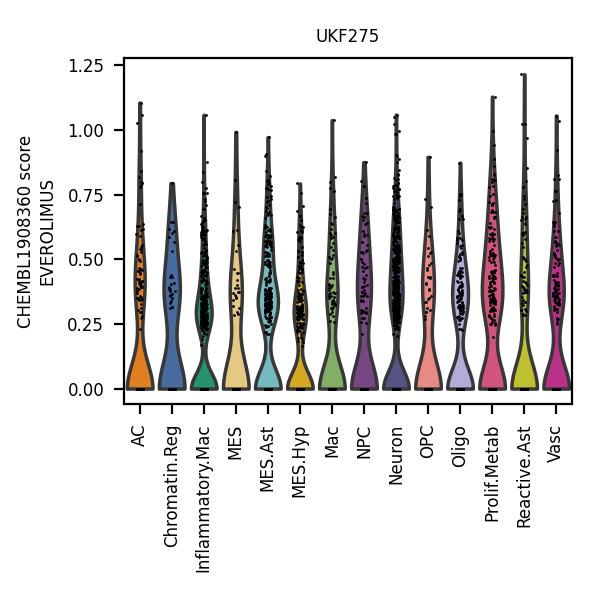 UKF275
CHEMBL1908360 score
EVEROLIMUS
1.25
1.00
0.75
0.50
0.25
0.00
AC
Chromatin.Reg
Inflammatory.Mac
MES
MES.Ast
MES.Hyp
Mac
NPC
Neuron
OPC
Oligo
Prolif.Metab
Reactive.Ast
Vasc